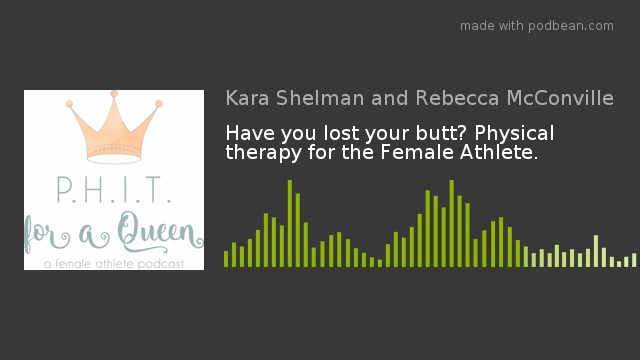 made with podbean.com
Kara Shelman and Rebecca McConville
Have you lost your butt? Physical
therapy for the Female Athlete.
P.H.I.T.
for a Queen
a female athlete podcast